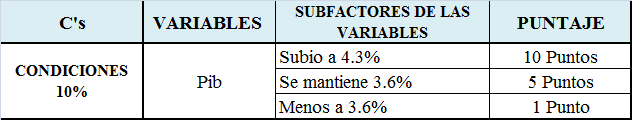 C's VARIABLES SUBFACTORES DE LAS VARIABLES PUNTAJE
CONDICIONES 10% Pib Subio a 4.3% 10 Puntos
Se mantiene 3.6% 5 Puntos
Menos a 3.6% 1 Punto